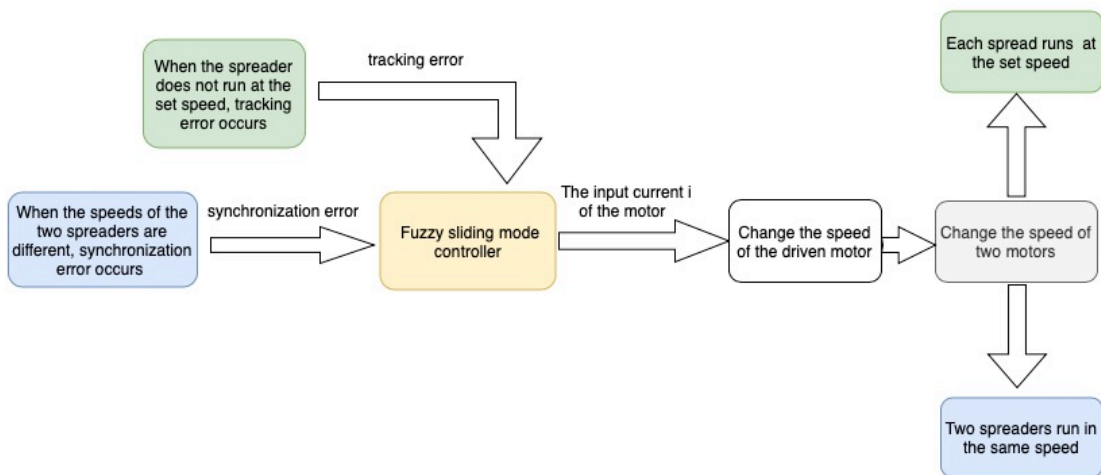 When the spreader
does not run at the
set speed, tracking
error occurs
tracking error
Each spread runs at
the set speed
When the speeds of the
two spreaders are
different, synchronization
error occurs
synchronization error
Fuzzy sliding mode
controller
The input current i
of the motor
Change the speed
of the driven motor
Change the speed of
two motors
Two spreaders run in
the same speed